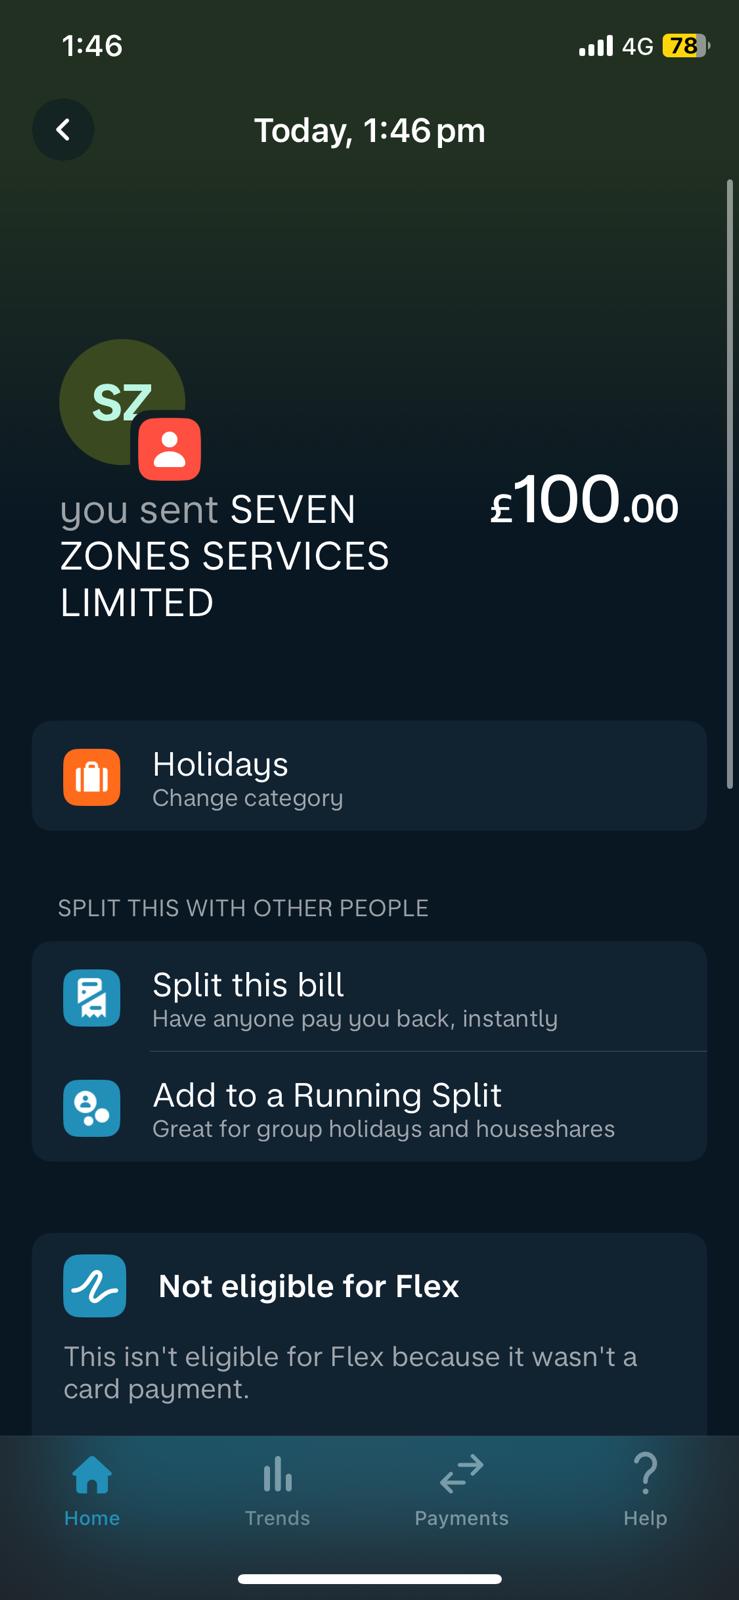 1:46
4G 78
Today, 1:46pm
SZ
you sent SEVEN
ZONES SERVICES
LIMITED
£100.00
Holidays
Change category
SPLIT THIS WITH OTHER PEOPLE
Split this bill
Have anyone pay you back, instantly
Add to a Running Split
Great for group holidays and houseshares
Not eligible for Flex
This isn't eligible for Flex because it wasn't a
card payment.
Home
Trends
Payments
Help